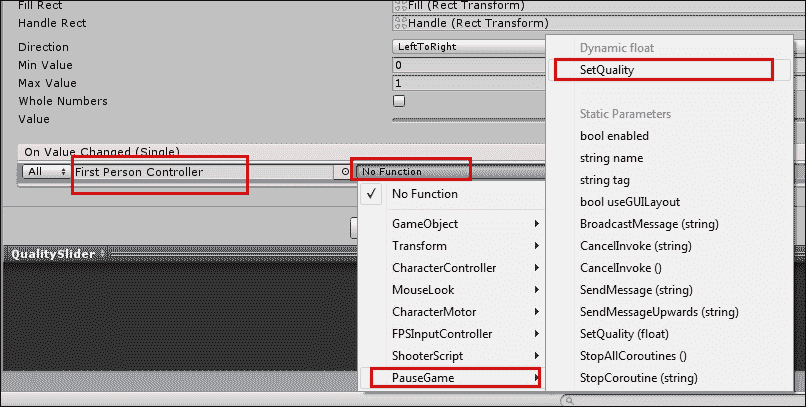 Fill Rect
Fill (Rect Transform)
Handle Rect
Handle (Rect Transform)
Direction
LeftToRight
Min Value
0
Max Value
1
Whole Numbers
Value
On Value Changed (Single)
All
First Person Controller
No Function
No Function
GameObject
Transform
CharacterController
MouseLook
CharacterMotor
FPSInputController
ShooterScript
PauseGame
Dynamic float
SetQuality
Static Parameters
bool enabled
string name
string tag
bool useGUILayout
BroadcastMessage (string)
CancelInvoke (string)
CancelInvoke ()
SendMessage (string)
SendMessageUpwards (string)
SetQuality (float)
StopAllCoroutines ()
StopCoroutine (string)
QualitySlider